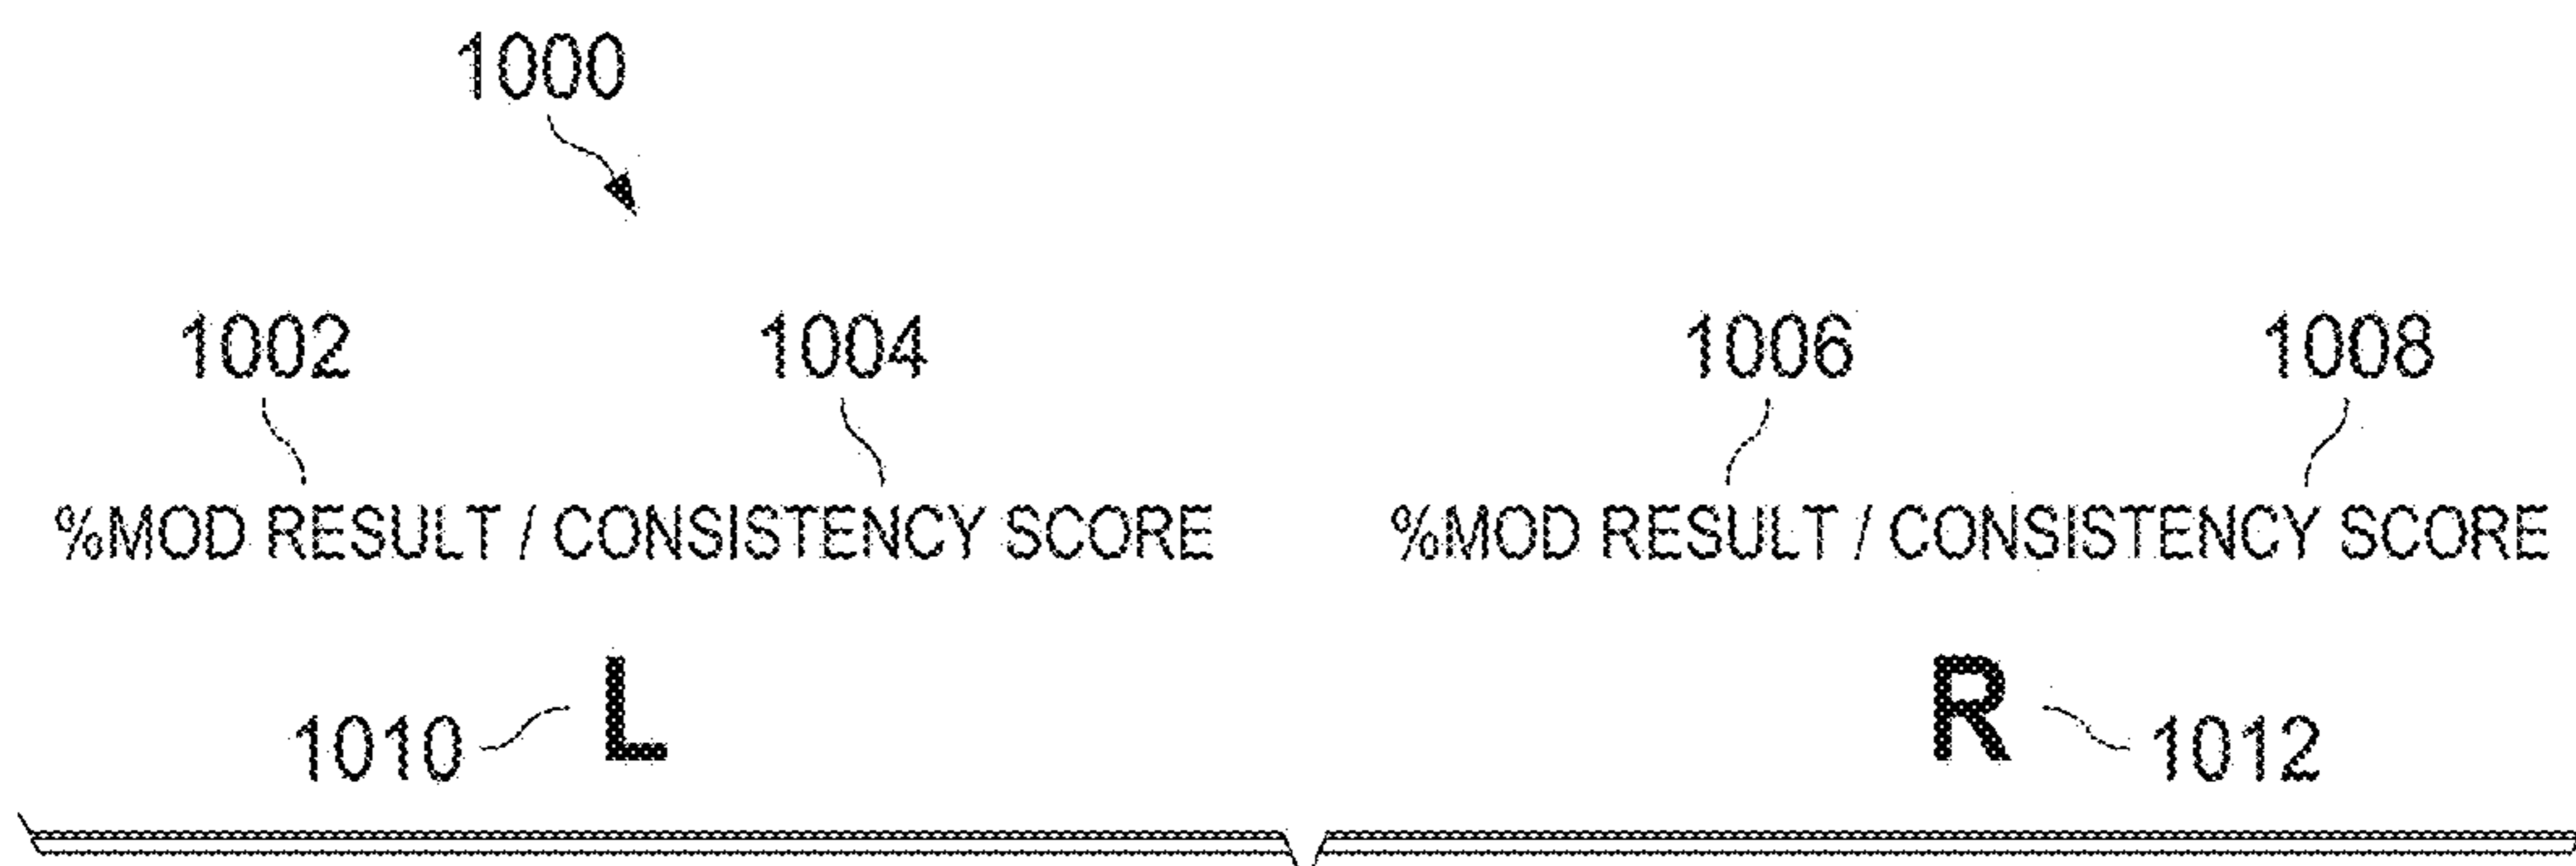 1000
1002 1004 1006 1008
%MOD RESULT / CONSISTENCY SCORE %MOD RESULT / CONSISTENCY SCORE
L R
1010 1012